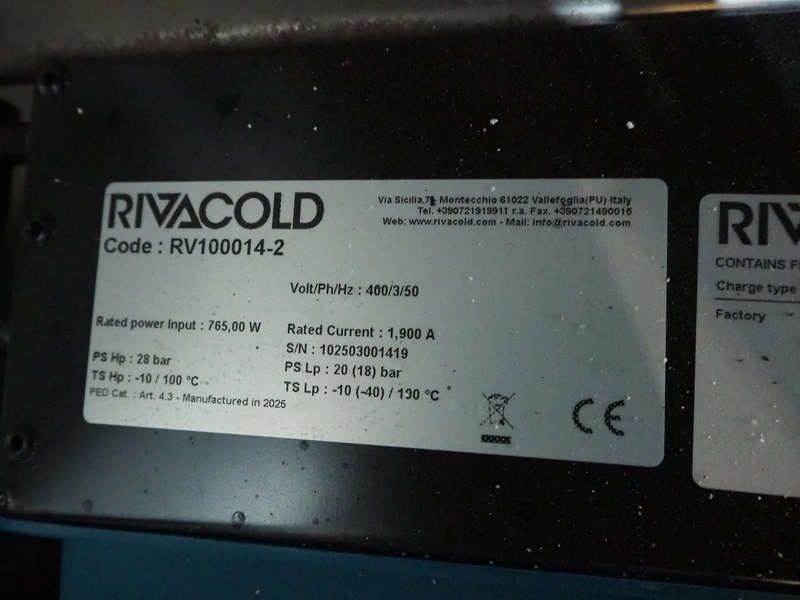 RIVACOLD
Via Sicilia,7 Montecchio 61022 Vallefoglia(PU) Italy
Tel. +390721919911 r.a. Fax. +390721490015
Web: www.rivacold.com - Mail: info@rivacold.com
Code : RV100014-2
Volt/Ph/Hz : 400/3/50
Rated power Input : 765,00 W
Rated Current : 1,900 A
S/N : 102503001419
PS Hp : 28 bar
PS Lp : 20 (18) bar
TS Hp : -10 / 100 °C
TS Lp : -10 (-40) / 100 °C
PED Cat. : Art. 4.3 - Manufactured in 2025
CE
RIV
CONTAINS
Charge type
Factory